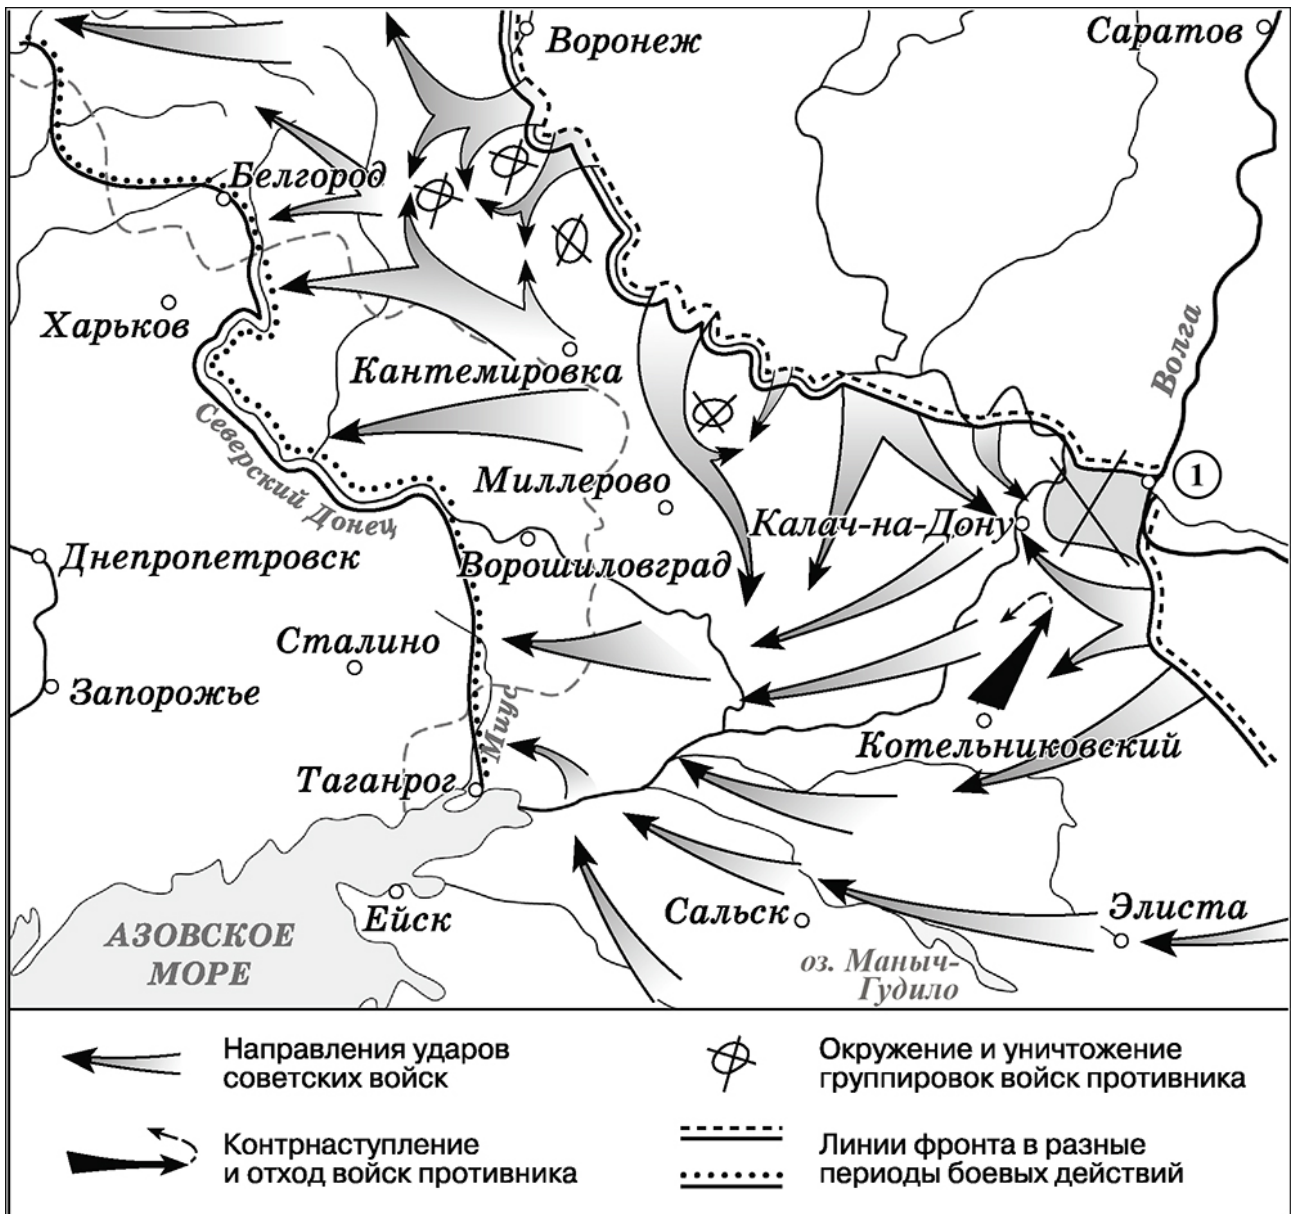 Воронеж
Саратов
Белгород
Харьков
Волга
Кантемировка
Северский Донец
Миллерово
1
Калач-на-Дону
Днепропетровск
Ворошиловград
Сталино
Запорожье
Миус
Котельниковский
Таганрог
Ейск
Сальск
Элиста
АЗОВСКОЕ
МОРЕ
оз. Маныч-
Гудило
Направления ударов
советских войск
Окружение и уничтожение
группировок войск противника
Контрнаступление
и отход войск противника
Линии фронта в разные
периоды боевых действий